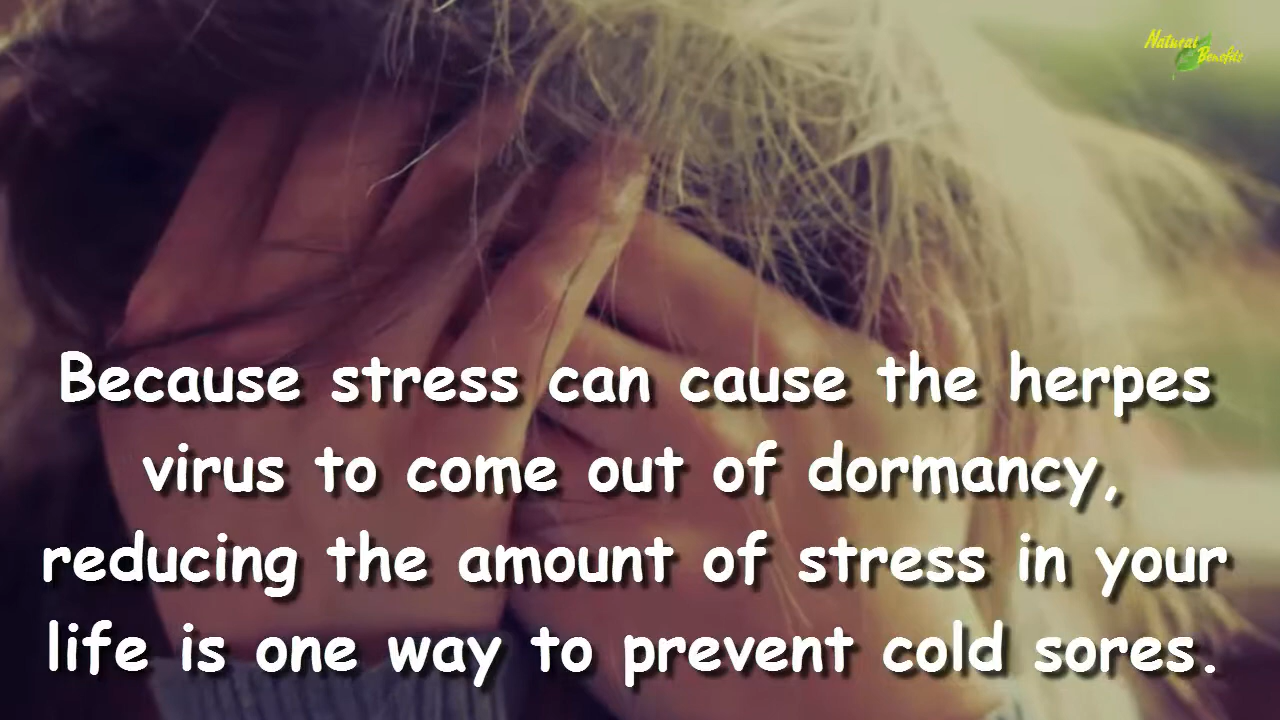 Natural
Benefits
Because stress can cause the herpes
virus to come out of dormancy,
reducing the amount of stress in your
life is one way to prevent cold sores.